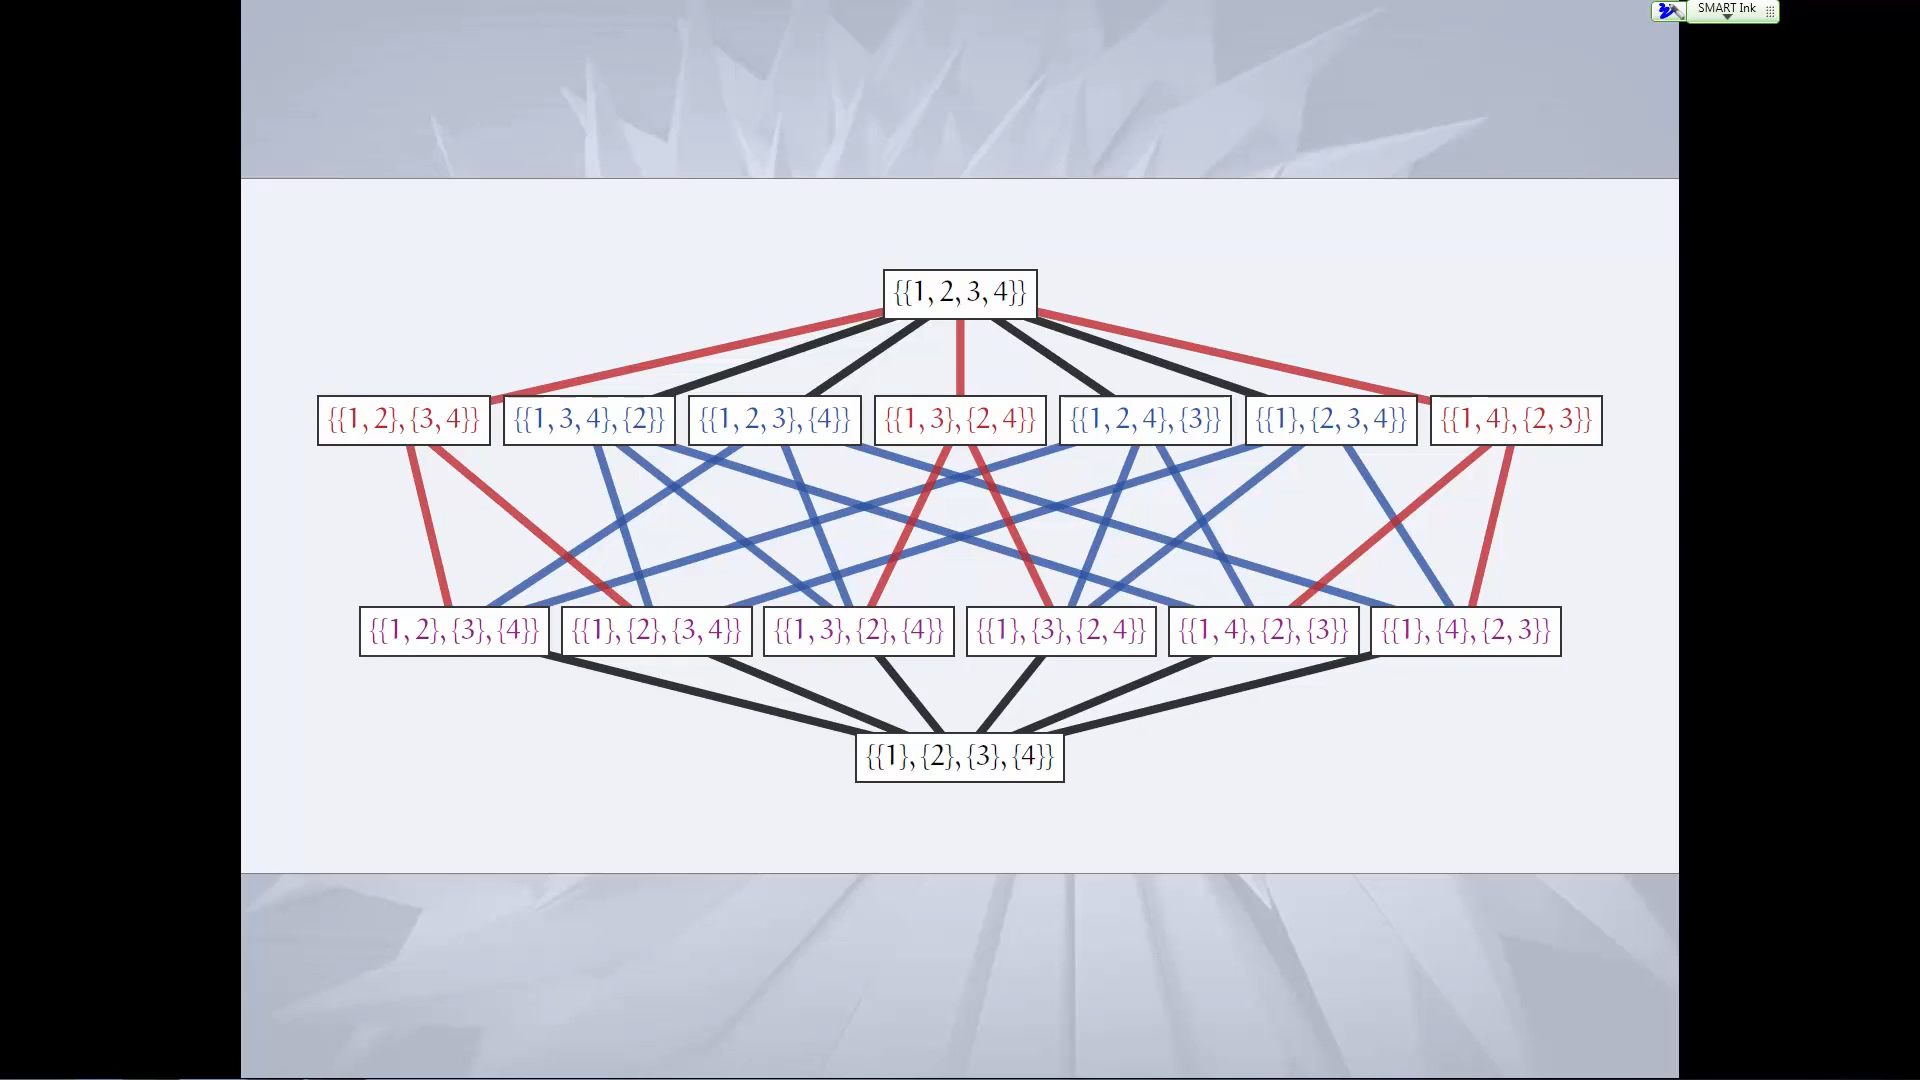 SMART Ink
{{1, 2, 3, 4}}
{{1, 2}, {3, 4}} {{1, 3, 4}, {2}} {{1, 2, 3}, {4}} {{1, 3}, {2, 4}} {{1, 2, 4}, {3}} {{1}, {2, 3, 4}} {{1, 4}, {2, 3}}
{{1, 2}, {3}, {4}} {{1}, {2}, {3, 4}} {{1, 3}, {2}, {4}} {{1}, {3}, {2, 4}} {{1, 4}, {2}, {3}} {{1}, {4}, {2, 3}}
{{1}, {2}, {3}, {4}}